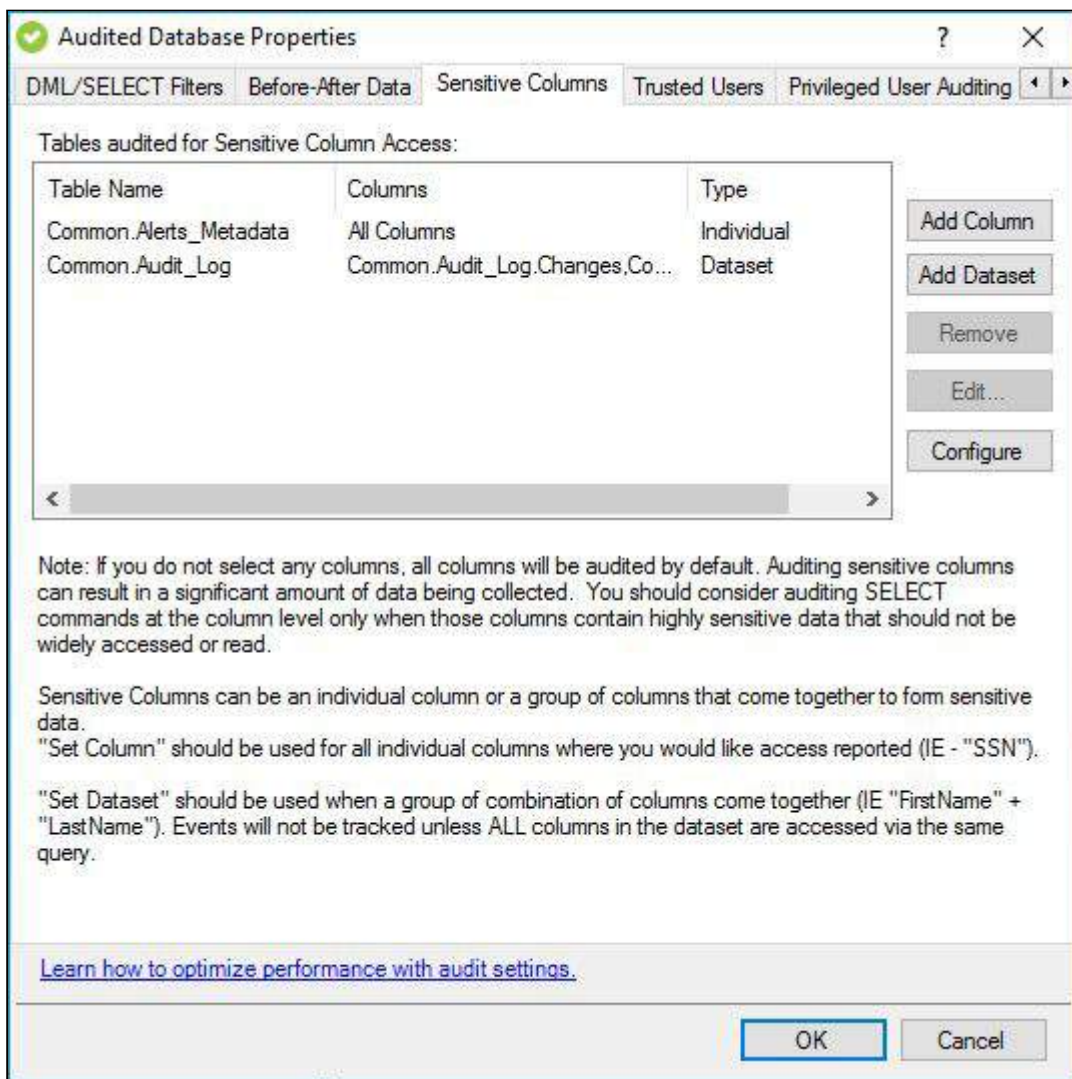 Audited Database Properties
?
DML/SELECT Filters
Before-After Data
Sensitive Columns
Trusted Users
Privileged User Auditing
Tables audited for Sensitive Column Access:
Table Name Columns Type
Common.Alerts_Metadata All Columns Individual
Common.Audit_Log Common.Audit_Log.Changes,Co... Dataset
Add Column
Add Dataset
Remove
Edit...
Configure
Note: If you do not select any columns, all columns will be audited by default. Auditing sensitive columns
can result in a significant amount of data being collected.  You should consider auditing SELECT
commands at the column level only when those columns contain highly sensitive data that should not be
widely accessed or read.
Sensitive Columns can be an individual column or a group of columns that come together to form sensitive
data.
"Set Column" should be used for all individual columns where you would like access reported (IE - "SSN").
"Set Dataset" should be used when a group of combination of columns come together (IE "FirstName" +
"LastName"). Events will not be tracked unless ALL columns in the dataset are accessed via the same
query.
Learn how to optimize performance with audit settings.
OK
Cancel